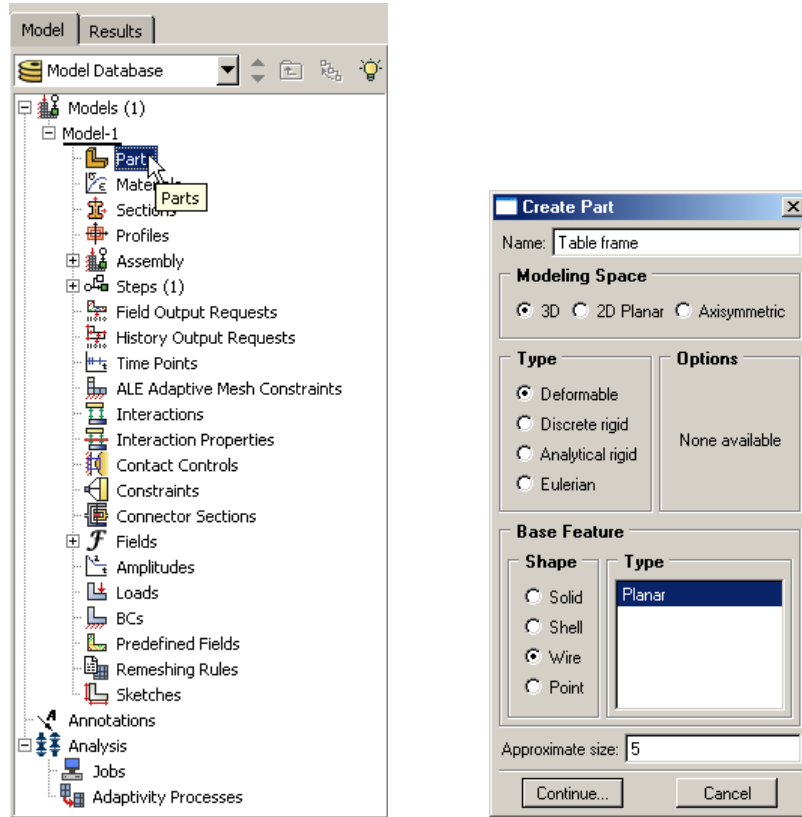 Model Results
Model Database
Models (1)
Model-1
Parts
Materials
Parts
Sections
Profiles
Assembly
Steps (1)
Field Output Requests
History Output Requests
Time Points
ALE Adaptive Mesh Constraints
Interactions
Interaction Properties
Contact Controls
Constraints
Connector Sections
Fields
Amplitudes
Loads
BCs
Predefined Fields
Remeshing Rules
Sketches
Annotations
Analysis
Jobs
Adaptivity Processes
Create Part
Name: Table frame
Modeling Space
3D 2D Planar Axisymmetric
Type
Deformable
Discrete rigid
Analytical rigid
Eulerian
Options
None available
Base Feature
Shape
Solid
Shell
Wire
Point
Type
Planar
Approximate size: 5
Continue... Cancel